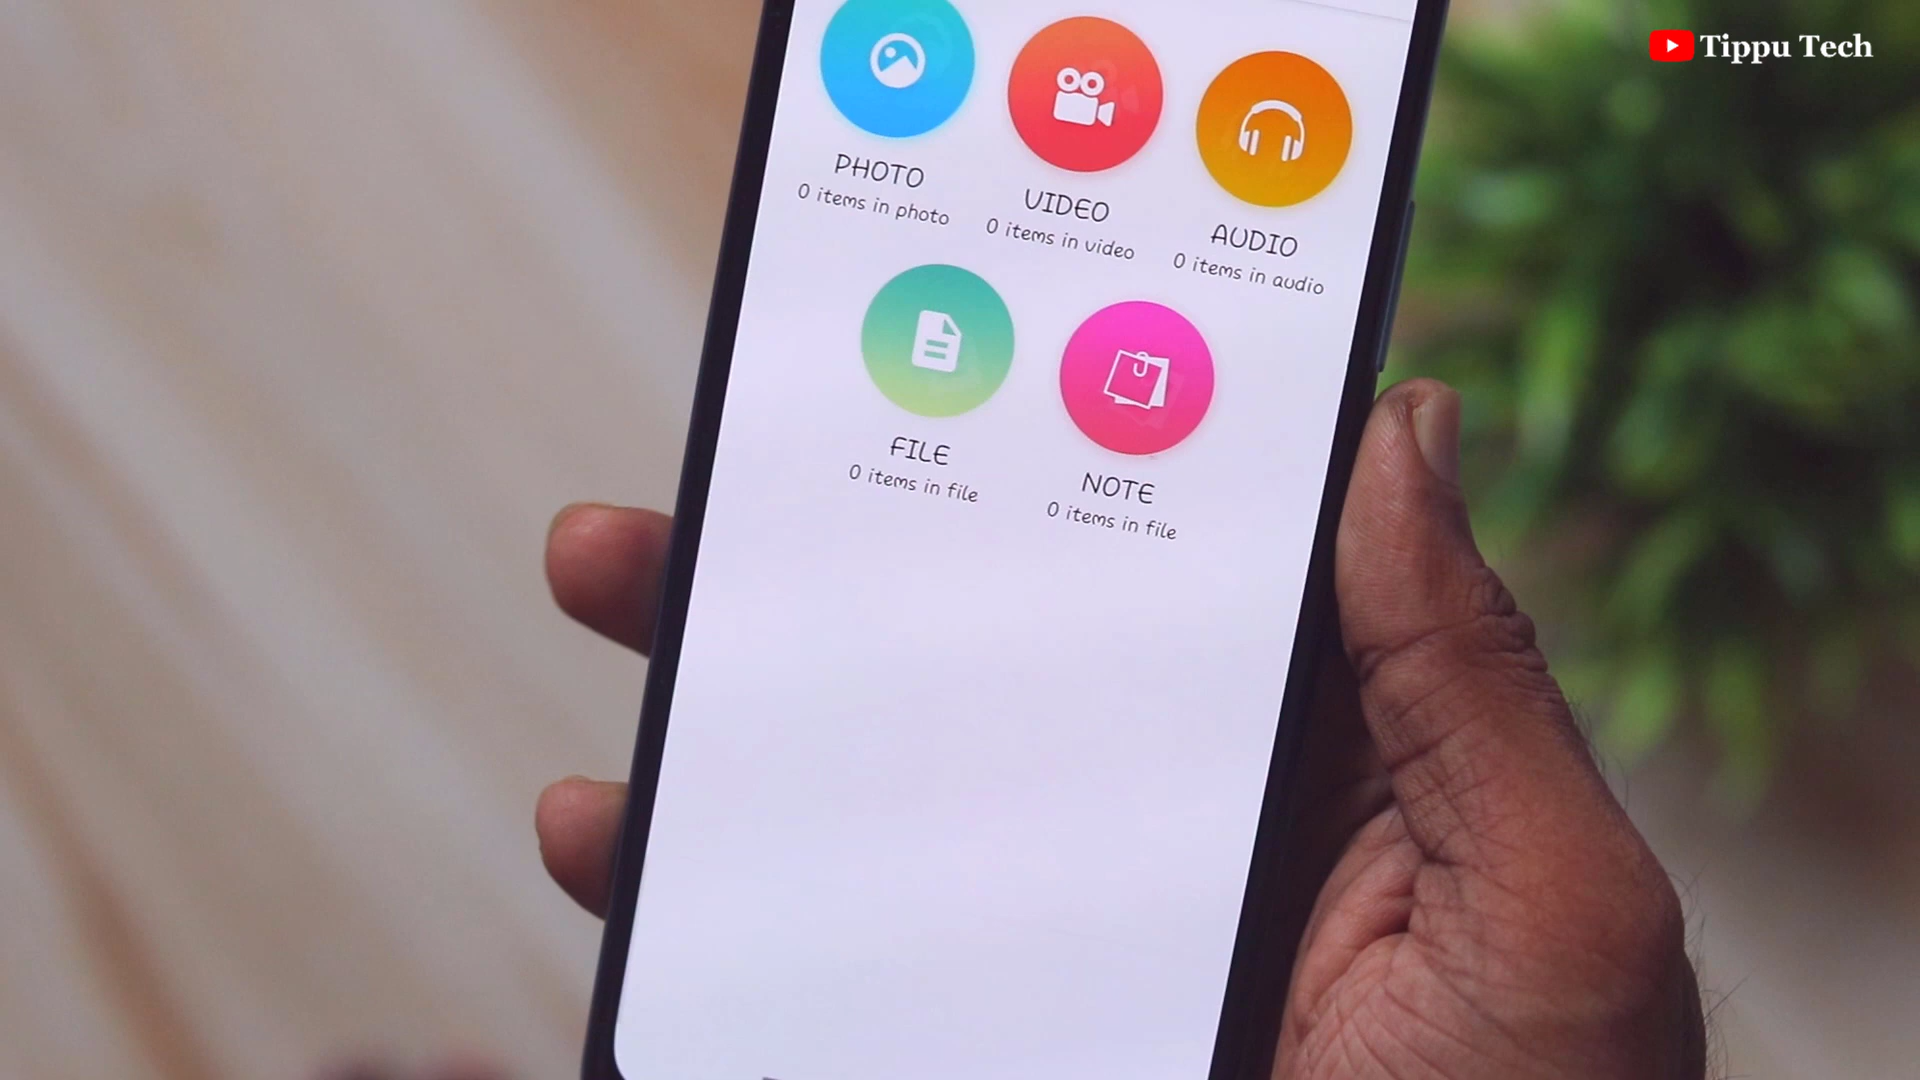 Tippu Tech
PHOTO
0 items in photo
VIDEO
0 items in video
AUDIO
0 items in audio
FILE
0 items in file
NOTE
0 items in file